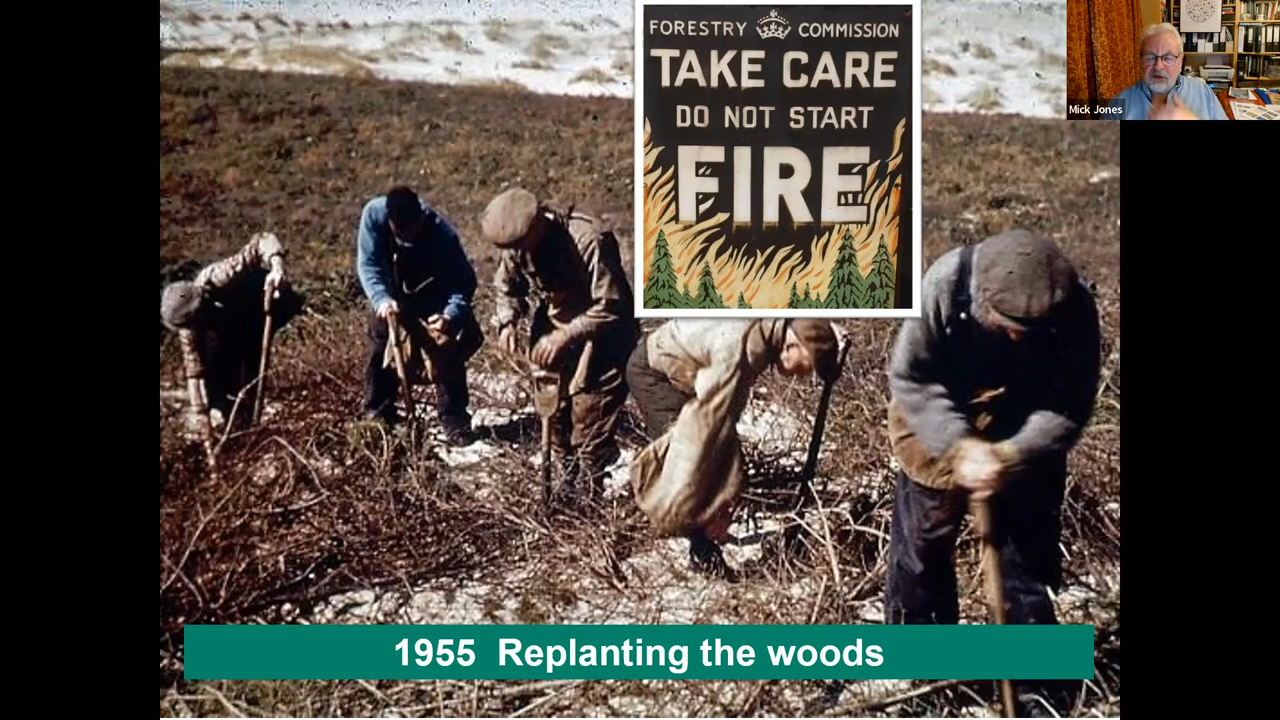 FORESTRY COMMISSION
TAKE CARE
DO NOT START
FIRE
Mick Jones
1955 Replanting the woods